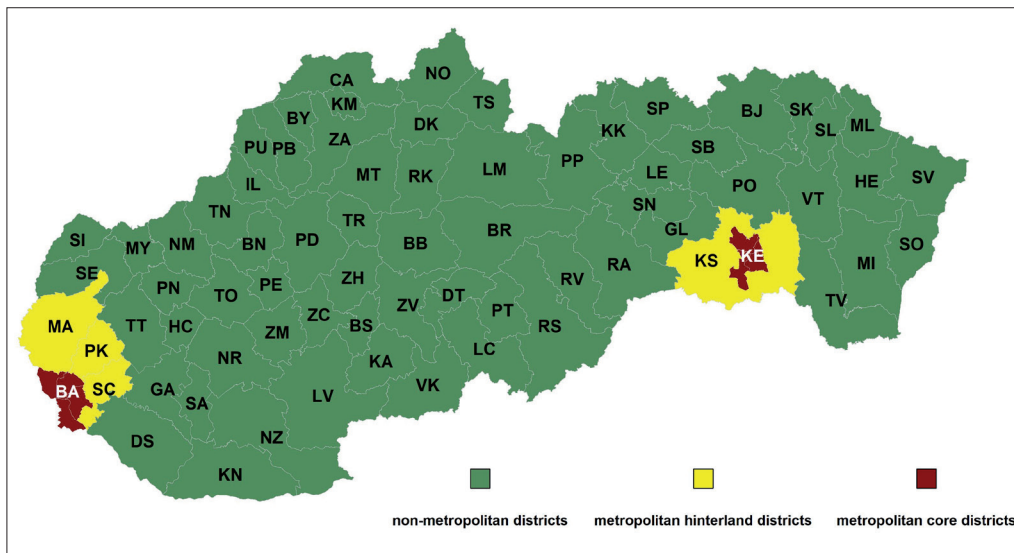 NO
CA
KM
TS
SP
BJ
SK
BY
DK
KK
SL
ML
ZA
PU
PB
SB
MT
RK
LM
PP
LE
HE
SV
IL
PO
VT
TN
SN
TR
SI
MY
NM
BN
PD
BB
BR
GL
SO
SE
KS
KE
RA
MI
PN
TO
PE
ZH
RV
DT
TV
ZV
PT
ZC
MA
TT
HC
ZM
BS
RS
PK
NR
KA
LC
BA
SC
GA
SA
LV
VK
DS
NZ
KN
non-metropolitan districts
metropolitan hinterland districts
metropolitan core districts